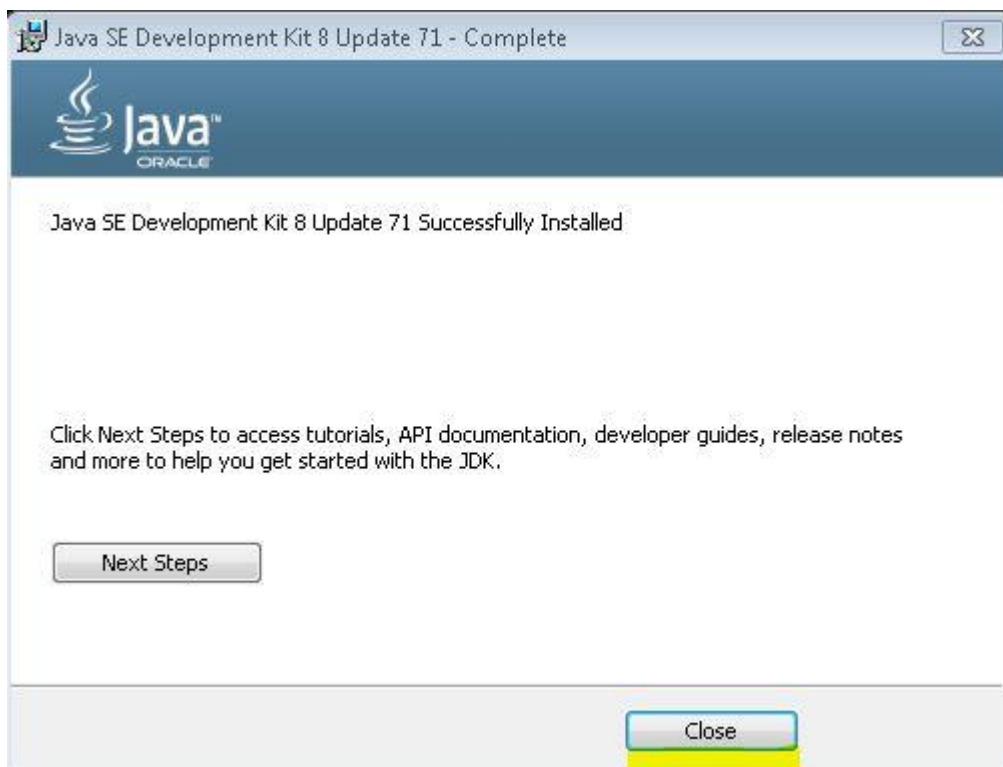 Java SE Development Kit 8 Update 71 - Complete
Java™
ORACLE
Java SE Development Kit 8 Update 71 Successfully Installed
Click Next Steps to access tutorials, API documentation, developer guides, release notes
and more to help you get started with the JDK.
Next Steps
Close